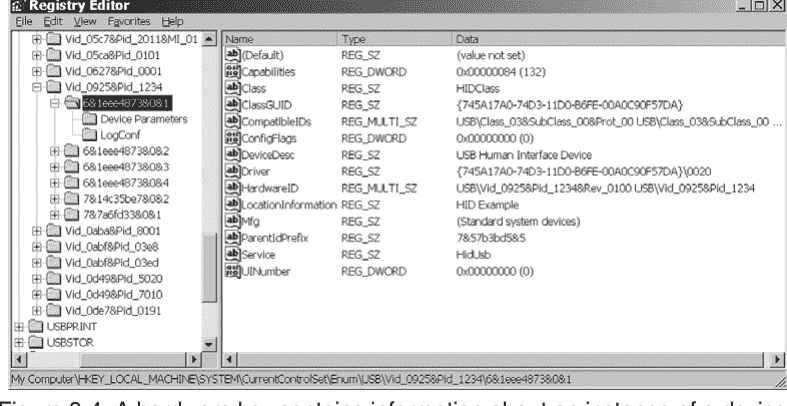 Registry Editor
File Edit View Favorites Help
Vid_05c7&Pid_2011&MI_01
Vid_05ca&Pid_0101
Vid_0627&Pid_0001
Vid_0925&Pid_1234
6&1eee4873&0&1
Device Parameters
LogConf
6&1eee4873&0&2
6&1eee4873&0&3
6&1eee4873&0&4
7&14c35be7&0&2
7&7a6fd33&0&1
Vid_0aba&Pid_8001
Vid_0abf&Pid_03e8
Vid_0abf&Pid_03ed
Vid_0d49&Pid_5020
Vid_0d49&Pid_7010
Vid_0de7&Pid_0191
USBPRINT
USBSTOR
Name Type Data
(Default) REG_SZ (value not set)
Capabilities REG_DWORD 0x00000084 (132)
Class REG_SZ HIDClass
ClassGUID REG_SZ {745A17A0-74D3-11D0-B6FE-00A0C90F57DA}
CompatibleIDs REG_MULTI_SZ USB\Class_03&SubClass_00&Prot_00 USB\Class_03&SubClass_00 ...
ConfigFlags REG_DWORD 0x00000000 (0)
DeviceDesc REG_SZ USB Human Interface Device
Driver REG_SZ {745A17A0-74D3-11D0-B6FE-00A0C90F57DA}\0020
HardwareID REG_MULTI_SZ USB\Vid_0925&Pid_1234&Rev_0100 USB\Vid_0925&Pid_1234
LocationInformation REG_SZ HID Example
Mfg REG_SZ (Standard system devices)
ParentIdPrefix REG_SZ 7&57b3bd5&5
Service REG_SZ HidUsb
UINumber REG_DWORD 0x00000000 (0)
My Computer\HKEY_LOCAL_MACHINE\SYSTEM\CurrentControlSet\Enum\USB\Vid_0925&Pid_1234\6&1eee4873&0&1